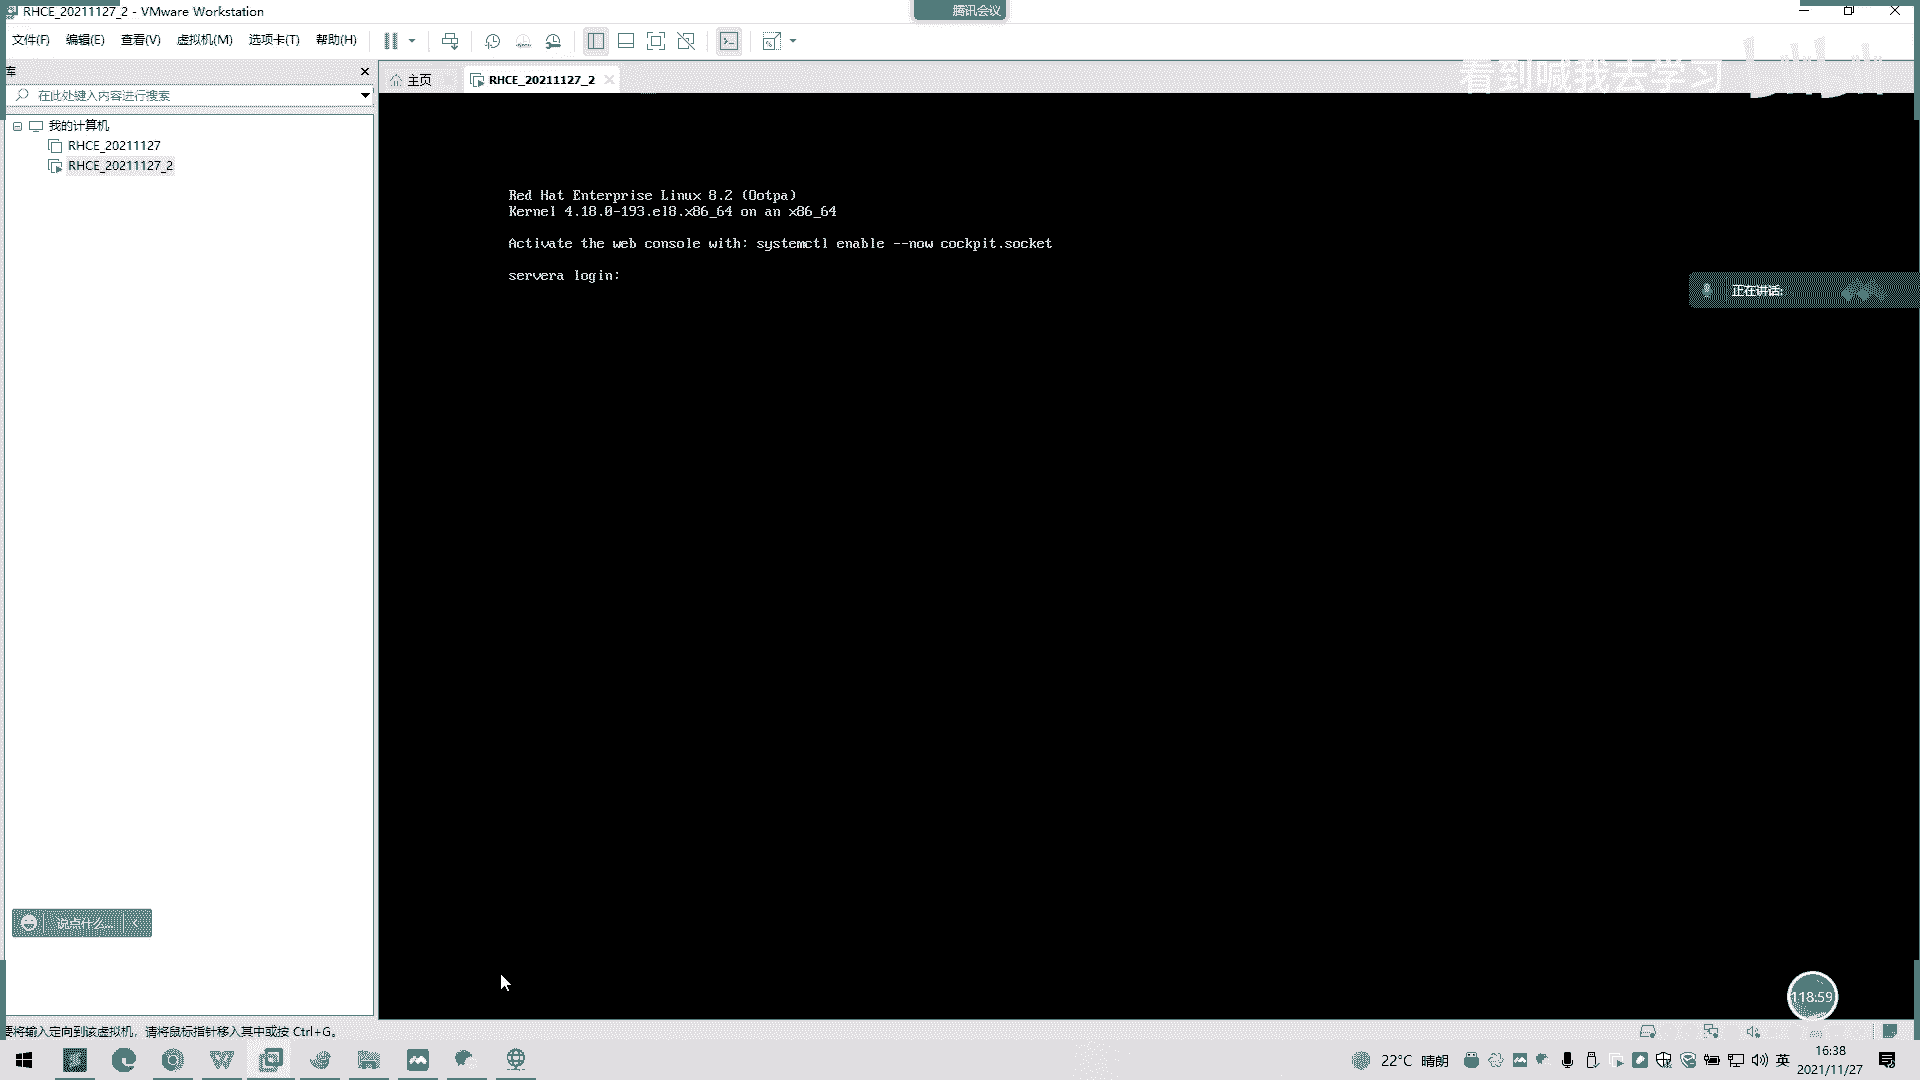 RHCE_20211127_2 - VMware Workstation
腾讯会议
文件(F) 编辑(E) 查看(V) 虚拟机(M) 选项卡(T) 帮助(H)
库
主页
RHCE_20211127_2
看到喊我去学习
bilibili
在此处键入内容进行搜索
我的计算机
RHCE_20211127
RHCE_20211127_2
Red Hat Enterprise Linux 8.2 (Ootpa)
Kernel 4.18.0-193.el8.x86_64 on an x86_64
Activate the web console with: systemctl enable --now cockpit.socket
servera login:
正在讲话:
说点什么...
118:59
要将输入定向到该虚拟机，请将鼠标指针移入其中或按 Ctrl+G。
22°C 晴朗
英
16:38
2021/11/27